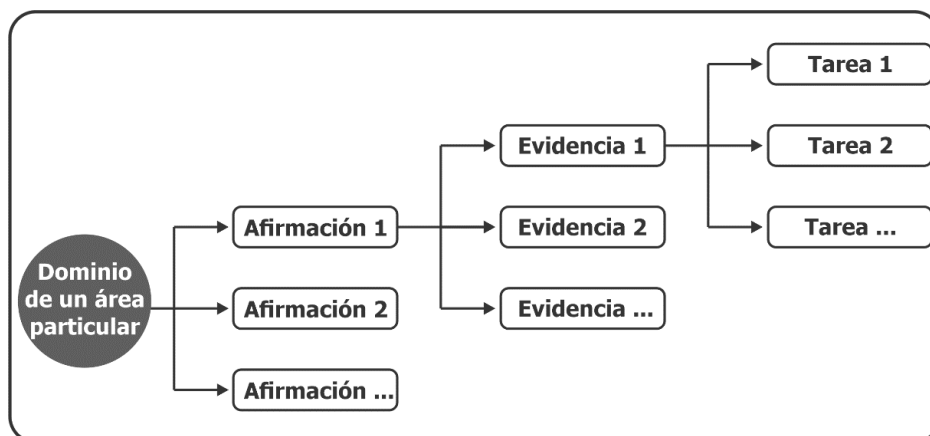 Dominio
de un área
particular
Afirmación 1
Afirmación 2
Afirmación ...
Evidencia 1
Evidencia 2
Evidencia ...
Tarea 1
Tarea 2
Tarea ...